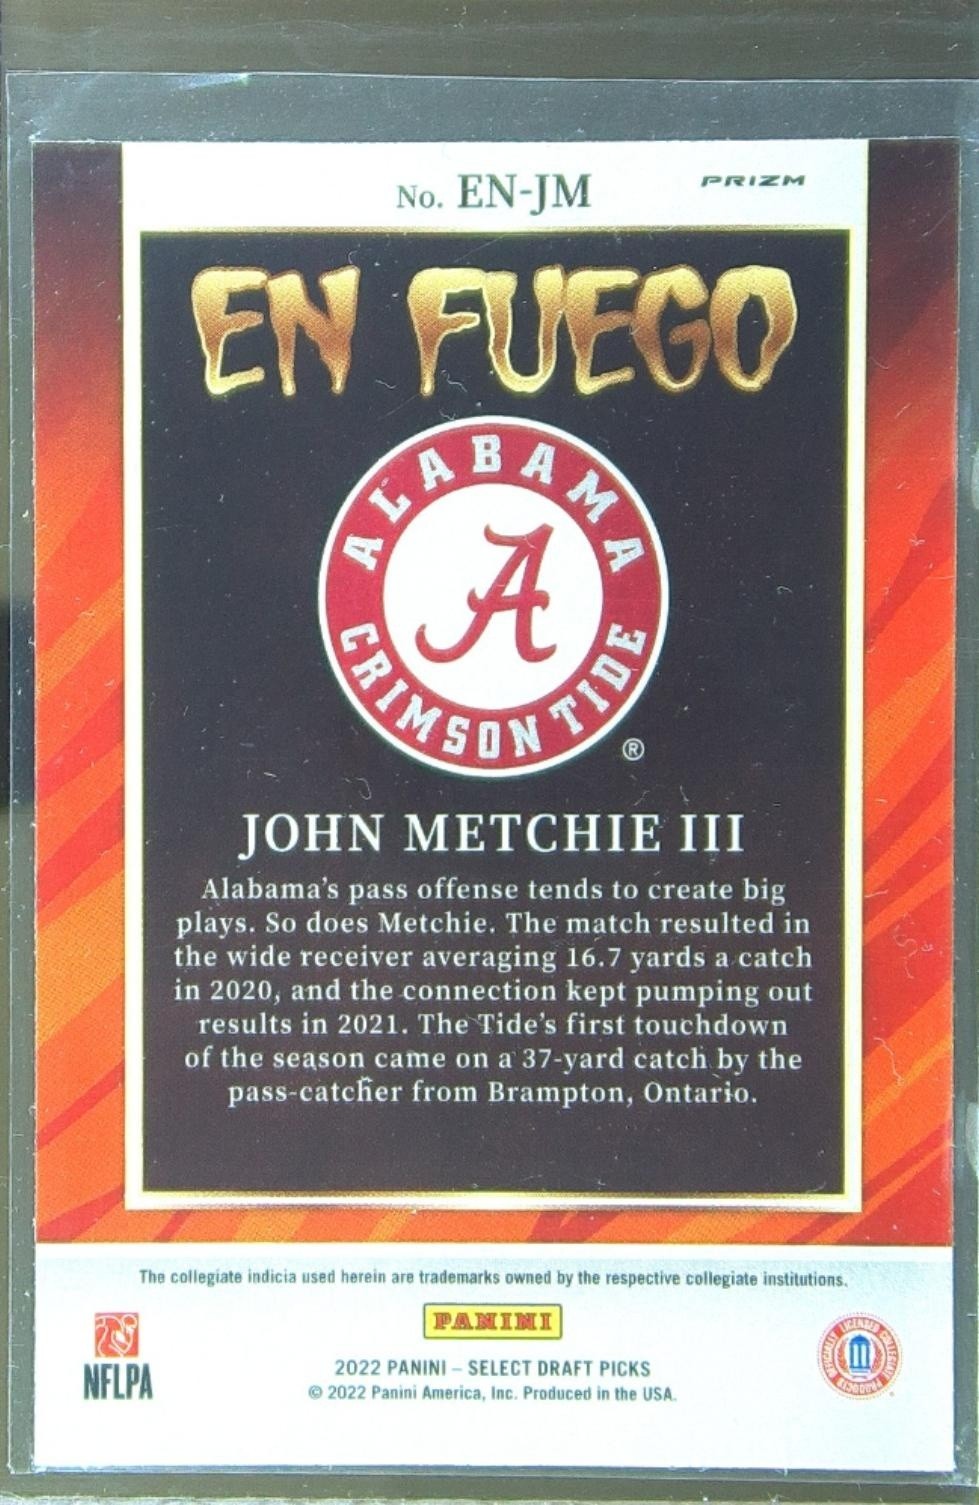 No. EN-JM
PRIZM
EN FUEGO
ALABAMA
A
CRIMSON TIDE
®
JOHN METCHIE III
Alabama's pass offense tends to create big
plays. So does Metchie. The match resulted in
the wide receiver averaging 16.7 yards a catch
in 2020, and the connection kept pumping out
results in 2021. The Tide's first touchdown
of the season came on a 37-yard catch by the
pass-catcher from Brampton, Ontario.
The collegiate indicia used herein are trademarks owned by the respective collegiate institutions.
PANINI
NFLPA
2022 PANINI – SELECT DRAFT PICKS
© 2022 Panini America, Inc. Produced in the USA.
OFFICIALLY LICENSED COLLEGIATE PRODUCTS